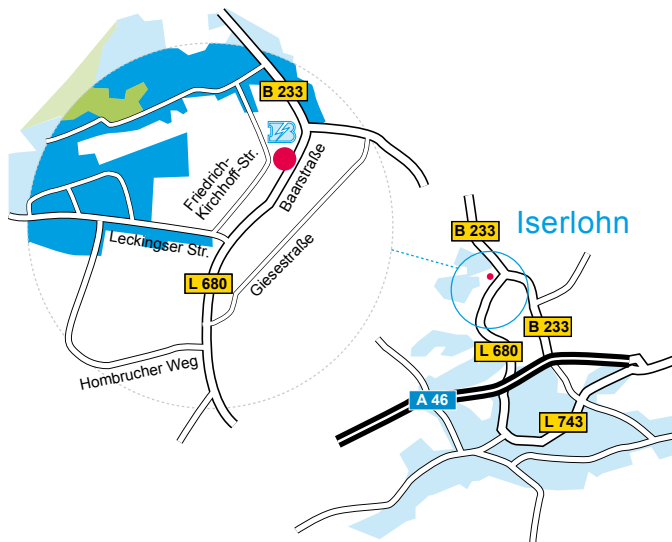 B 233
Friedrich-
Kirchhoff-Str.
Baarstraße
Leckingser Str.
Giesestraße
L 680
Hombrucher Weg
Iserlohn
B 233
B 233
L 680
A 46
L 743